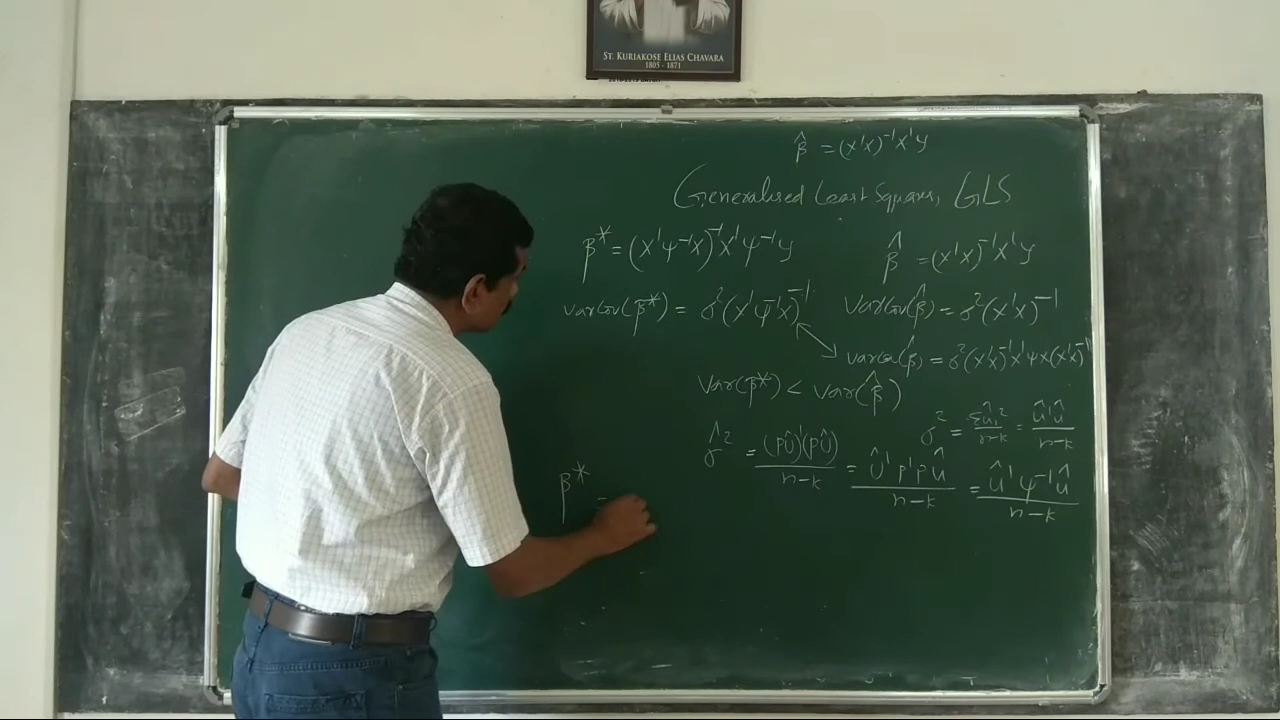 ST. KURIAKOSE ELIAS CHAVARA
1805 - 1871
β̂ = (x'x)⁻¹x'y
Generalised Least Squares, GLS
β* = (x'ψ⁻¹x)⁻¹x'ψ⁻¹y
β̂ = (x'x)⁻¹x'y
varcov(β*) = σ²(x'ψ⁻¹x)⁻¹
varcov(β̂) = σ²(x'x)⁻¹
varcov(β̂) = σ²(x'x)⁻¹x'ψx(x'x)⁻¹
Var(β*) < var(β̂)
σ² = Σûᵢ²/n-k = û'û/n-k
σ̂² = (pû)'(pû)/n-k = û'p'pû/n-k = û'ψ⁻¹û/n-k
β* =